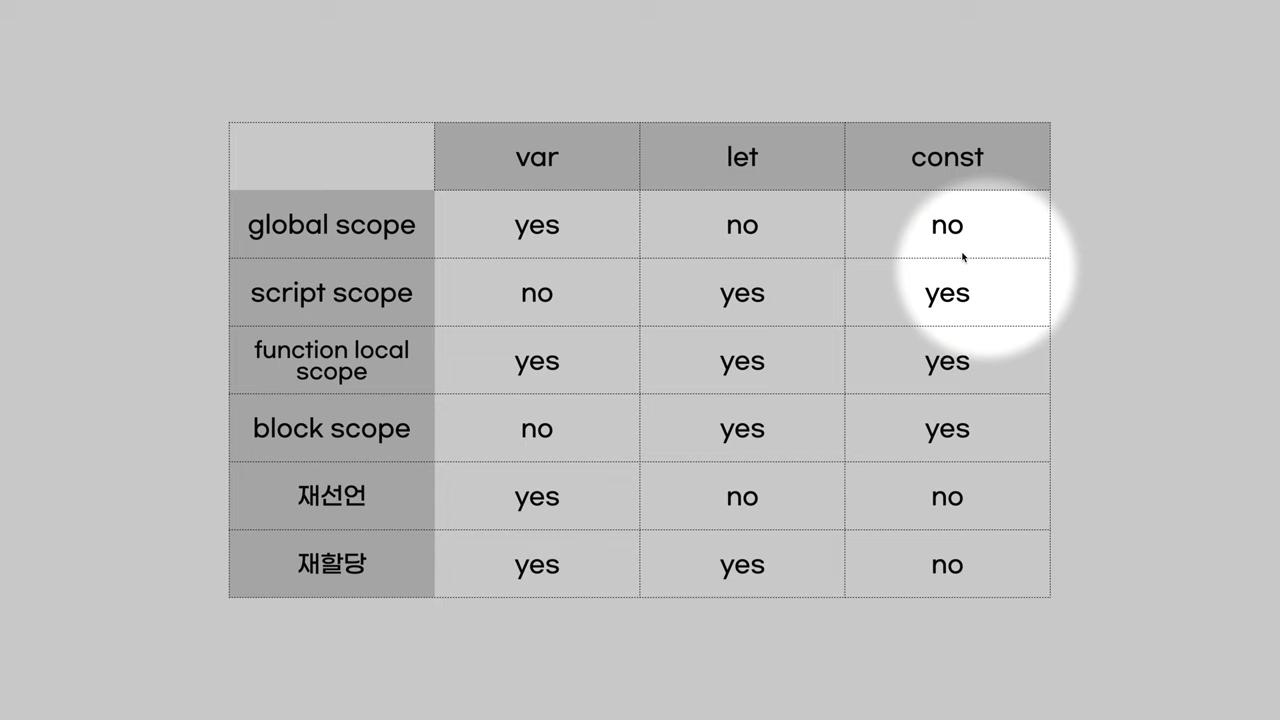 var let const
global scope yes no no
script scope no yes yes
function local
scope yes yes yes
block scope no yes yes
재선언 yes no no
재할당 yes yes no